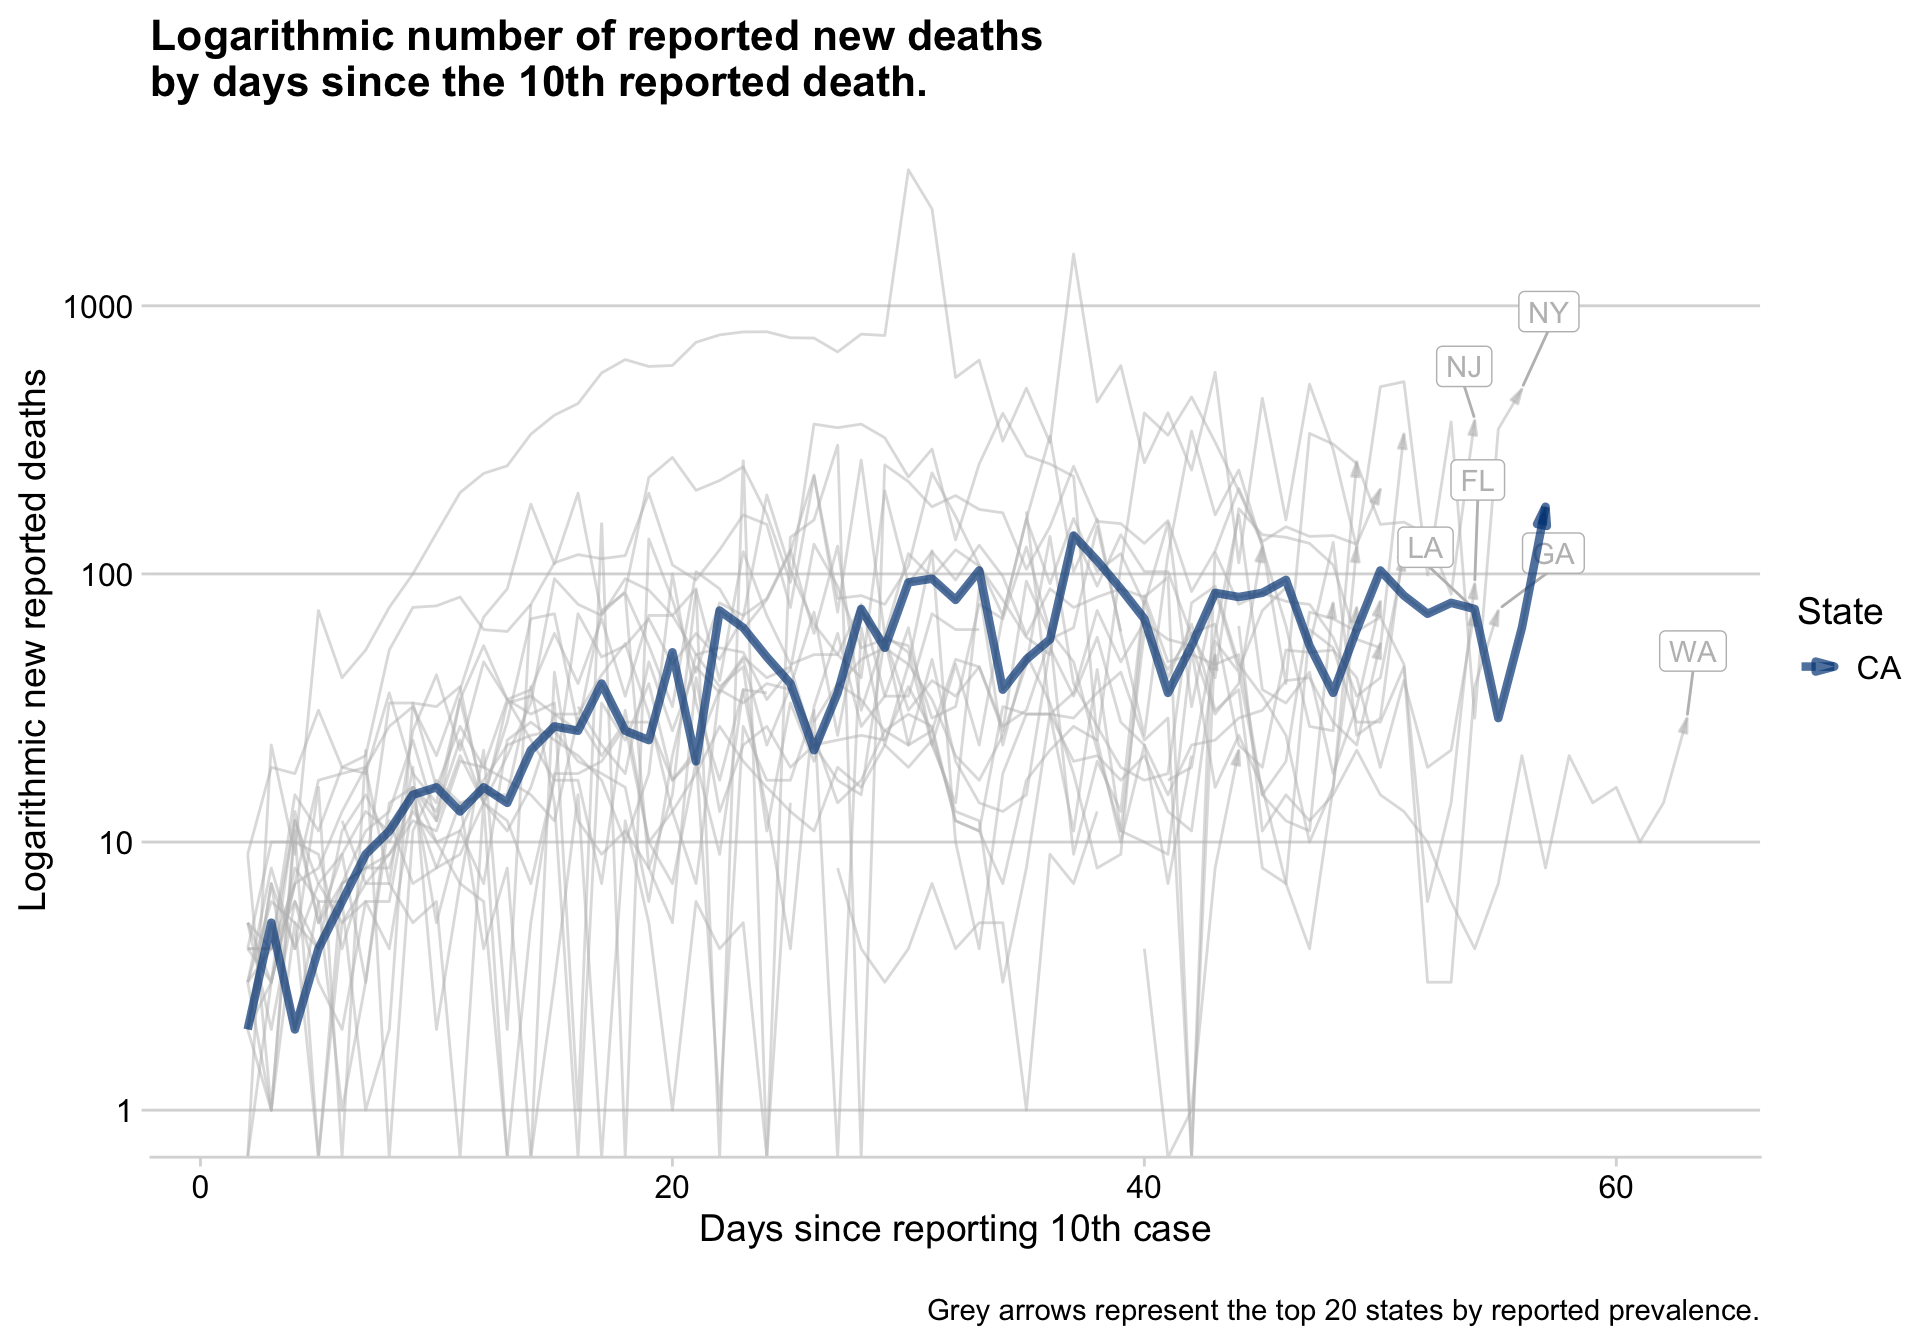 Logarithmic number of reported new deaths
by days since the 10th reported death.
Logarithmic new reported deaths
1000
100
10
1
NY
NJ
FL
LA
GA
WA
State
CA
0
20
40
60
Days since reporting 10th case
Grey arrows represent the top 20 states by reported prevalence.